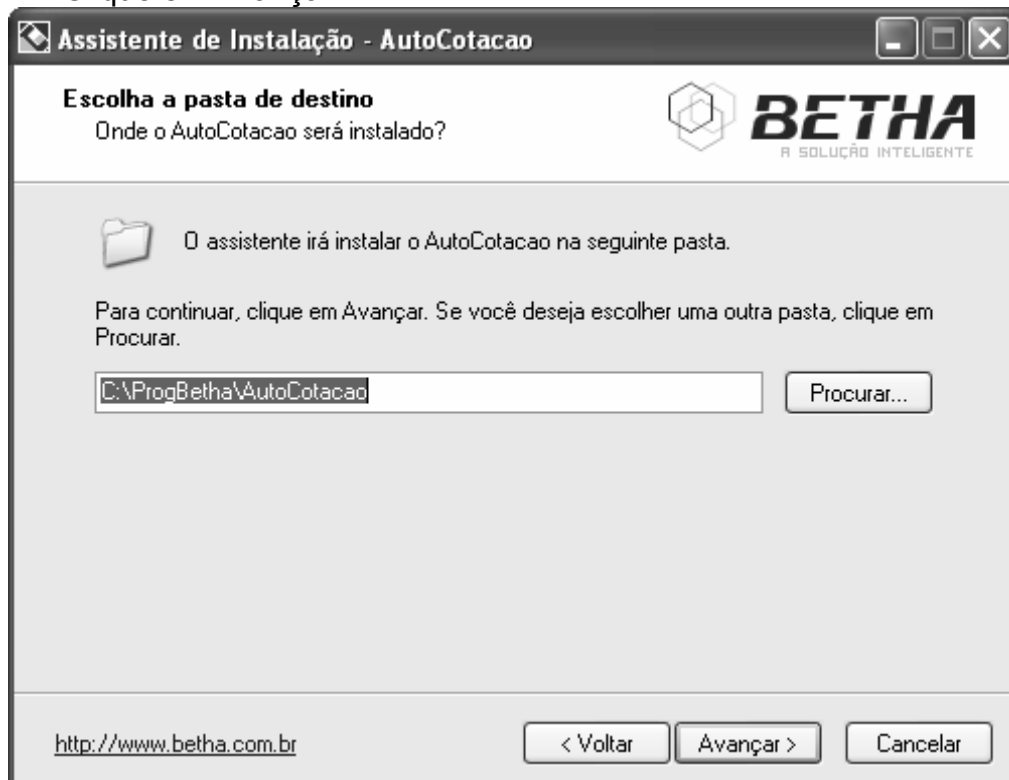 Assistente de Instalação - AutoCotacao
Escolha a pasta de destino
Onde o AutoCotacao será instalado?
BETHA
A SOLUÇÃO INTELIGENTE
O assistente irá instalar o AutoCotacao na seguinte pasta.
Para continuar, clique em Avançar. Se você deseja escolher uma outra pasta, clique em
Procurar.
C:\ProgBetha\AutoCotacao
Procurar...
http://www.betha.com.br
< Voltar
Avançar >
Cancelar